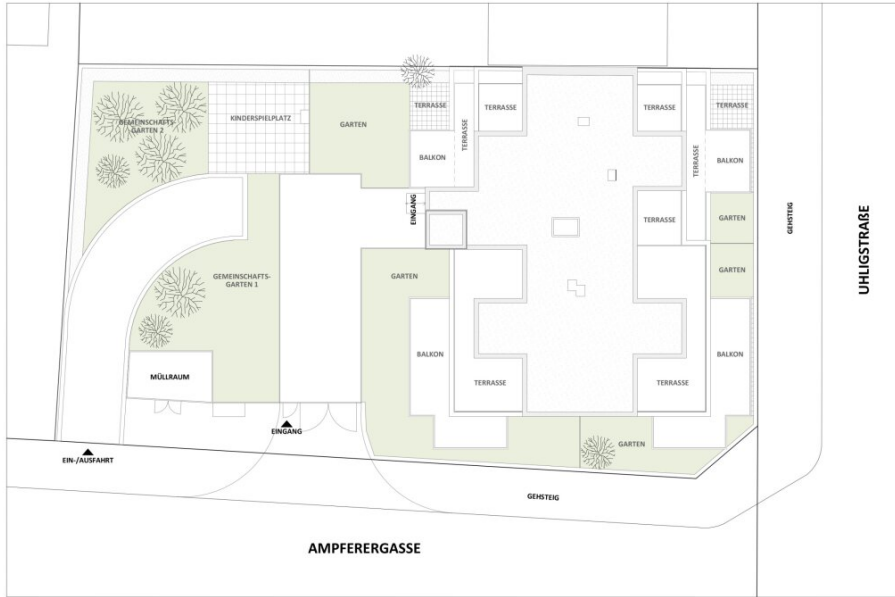 GEMEINSCHAFTS-
GARTEN 2
KINDERSPIELPLATZ
GARTEN
TERRASSE
BALKON
TERRASSE
TERRASSE
TERRASSE
TERRASSE
TERRASSE
BALKON
EINGANG
TERRASSE
GARTEN
GARTEN
GEHSTEIG
UHLIGSTRAßE
GEMEINSCHAFTS-
GARTEN 1
GARTEN
BALKON
BALKON
MÜLLRAUM
TERRASSE
TERRASSE
EINGANG
GARTEN
EIN-/AUSFAHRT
GEHSTEIG
AMPFERERGASSE